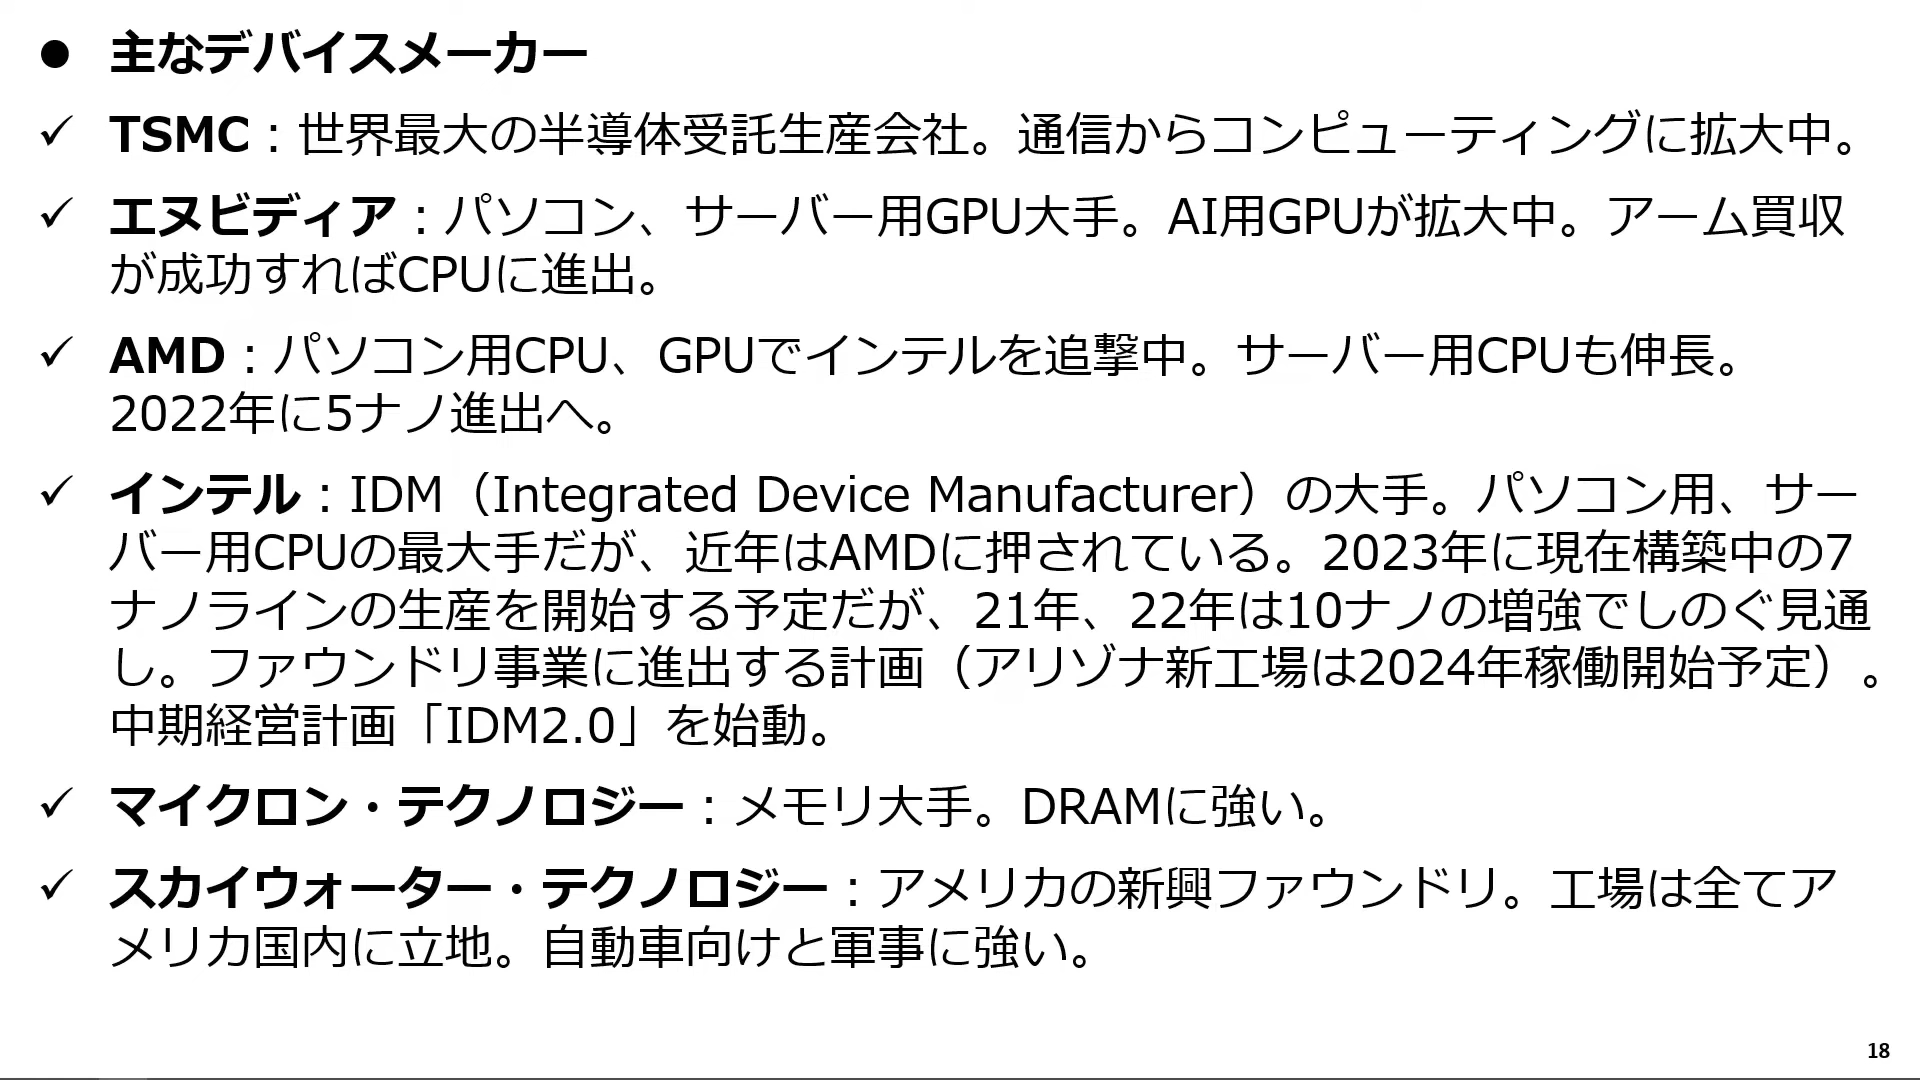 ● 主なデバイスメーカー
✓ TSMC：世界最大の半導体受託生産会社。通信からコンピューティングに拡大中。
✓ エヌビディア：パソコン、サーバー用GPU大手。AI用GPUが拡大中。アーム買収
が成功すればCPUに進出。
✓ AMD：パソコン用CPU、GPUでインテルを追撃中。サーバー用CPUも伸長。
2022年に5ナノ進出へ。
✓ インテル：IDM（Integrated Device Manufacturer）の大手。パソコン用、サー
バー用CPUの最大手だが、近年はAMDに押されている。2023年に現在構築中の7
ナノラインの生産を開始する予定だが、21年、22年は10ナノの増強でしのぐ見通
し。ファウンドリ事業に進出する計画（アリゾナ新工場は2024年稼働開始予定）。
中期経営計画「IDM2.0」を始動。
✓ マイクロン・テクノロジー：メモリ大手。DRAMに強い。
✓ スカイウォーター・テクノロジー：アメリカの新興ファウンドリ。工場は全てア
メリカ国内に立地。自動車向けと軍事に強い。
18